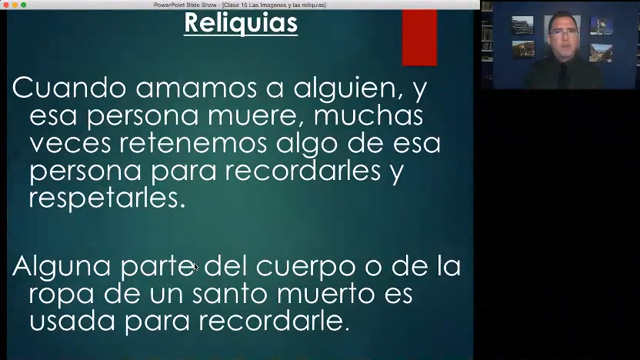 PowerPoint Slide Show - [Clase 15 Las Imagenes y las reliquias]
Reliquias
Cuando amamos a alguien, y
esa persona muere, muchas
veces retenemos algo de esa
persona para recordarles y
respetarles.
Alguna parte del cuerpo o de la
ropa de un santo muerto es
usada para recordarle.